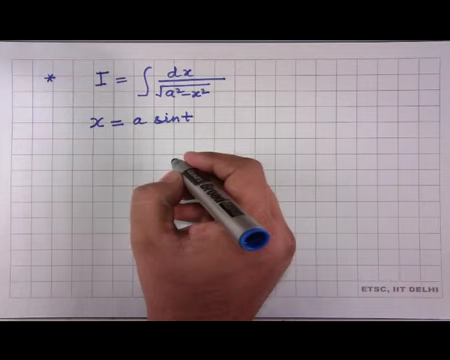 * I = ∫ dx / √(a²-x²)
x = a sint
ETSC, IIT DELHI